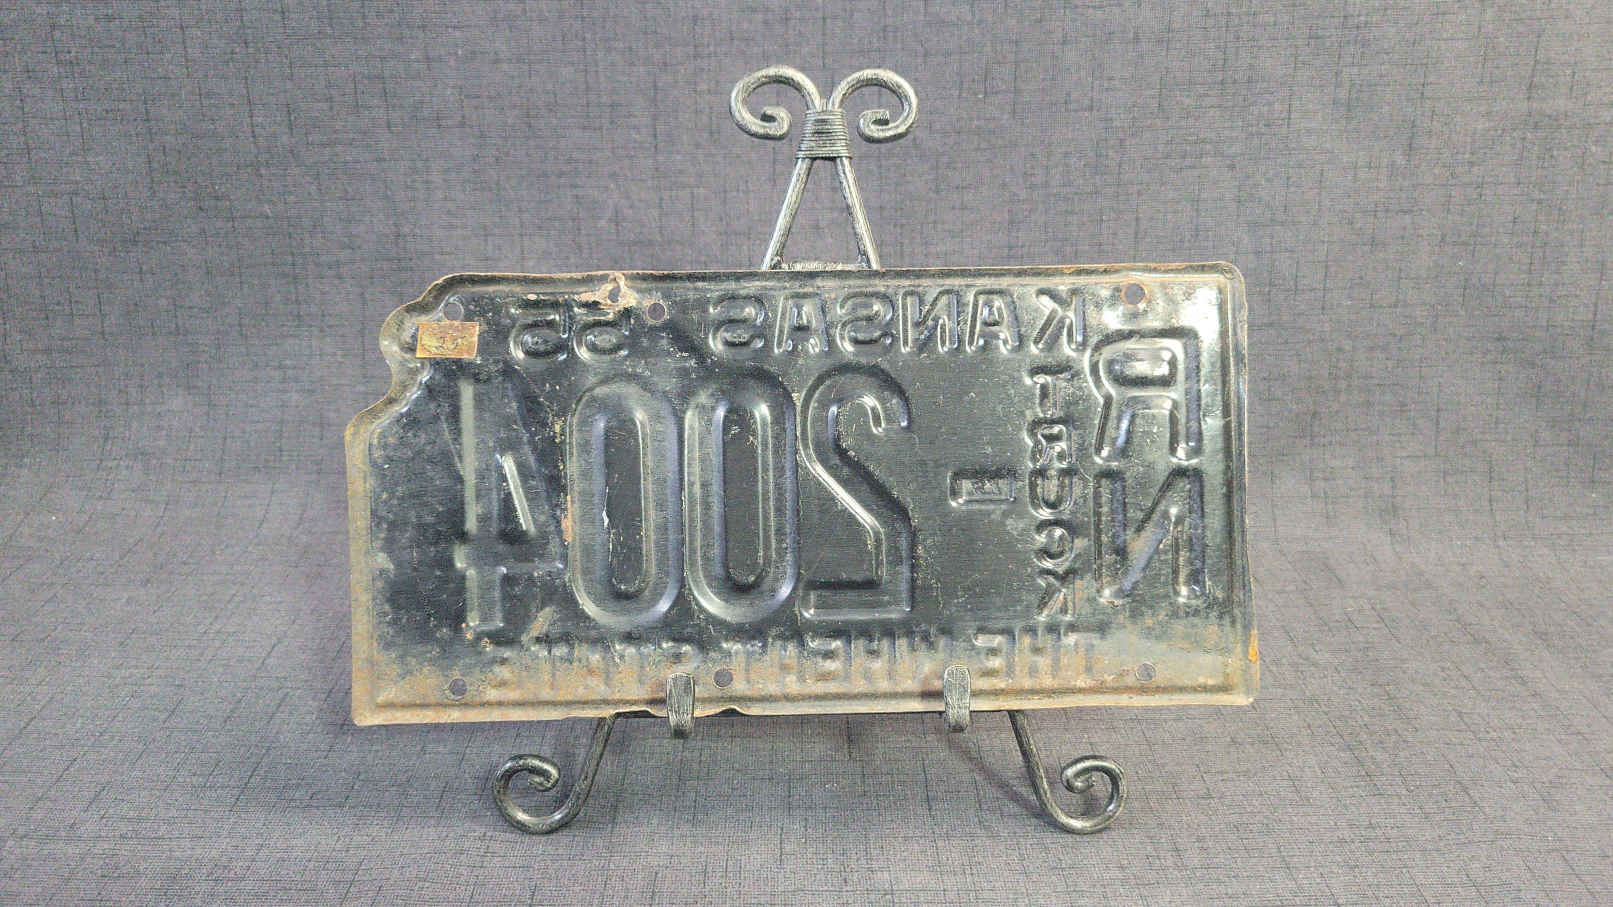 KANSAS 55
RN TRUCK - 2004
THE WHEAT STATE